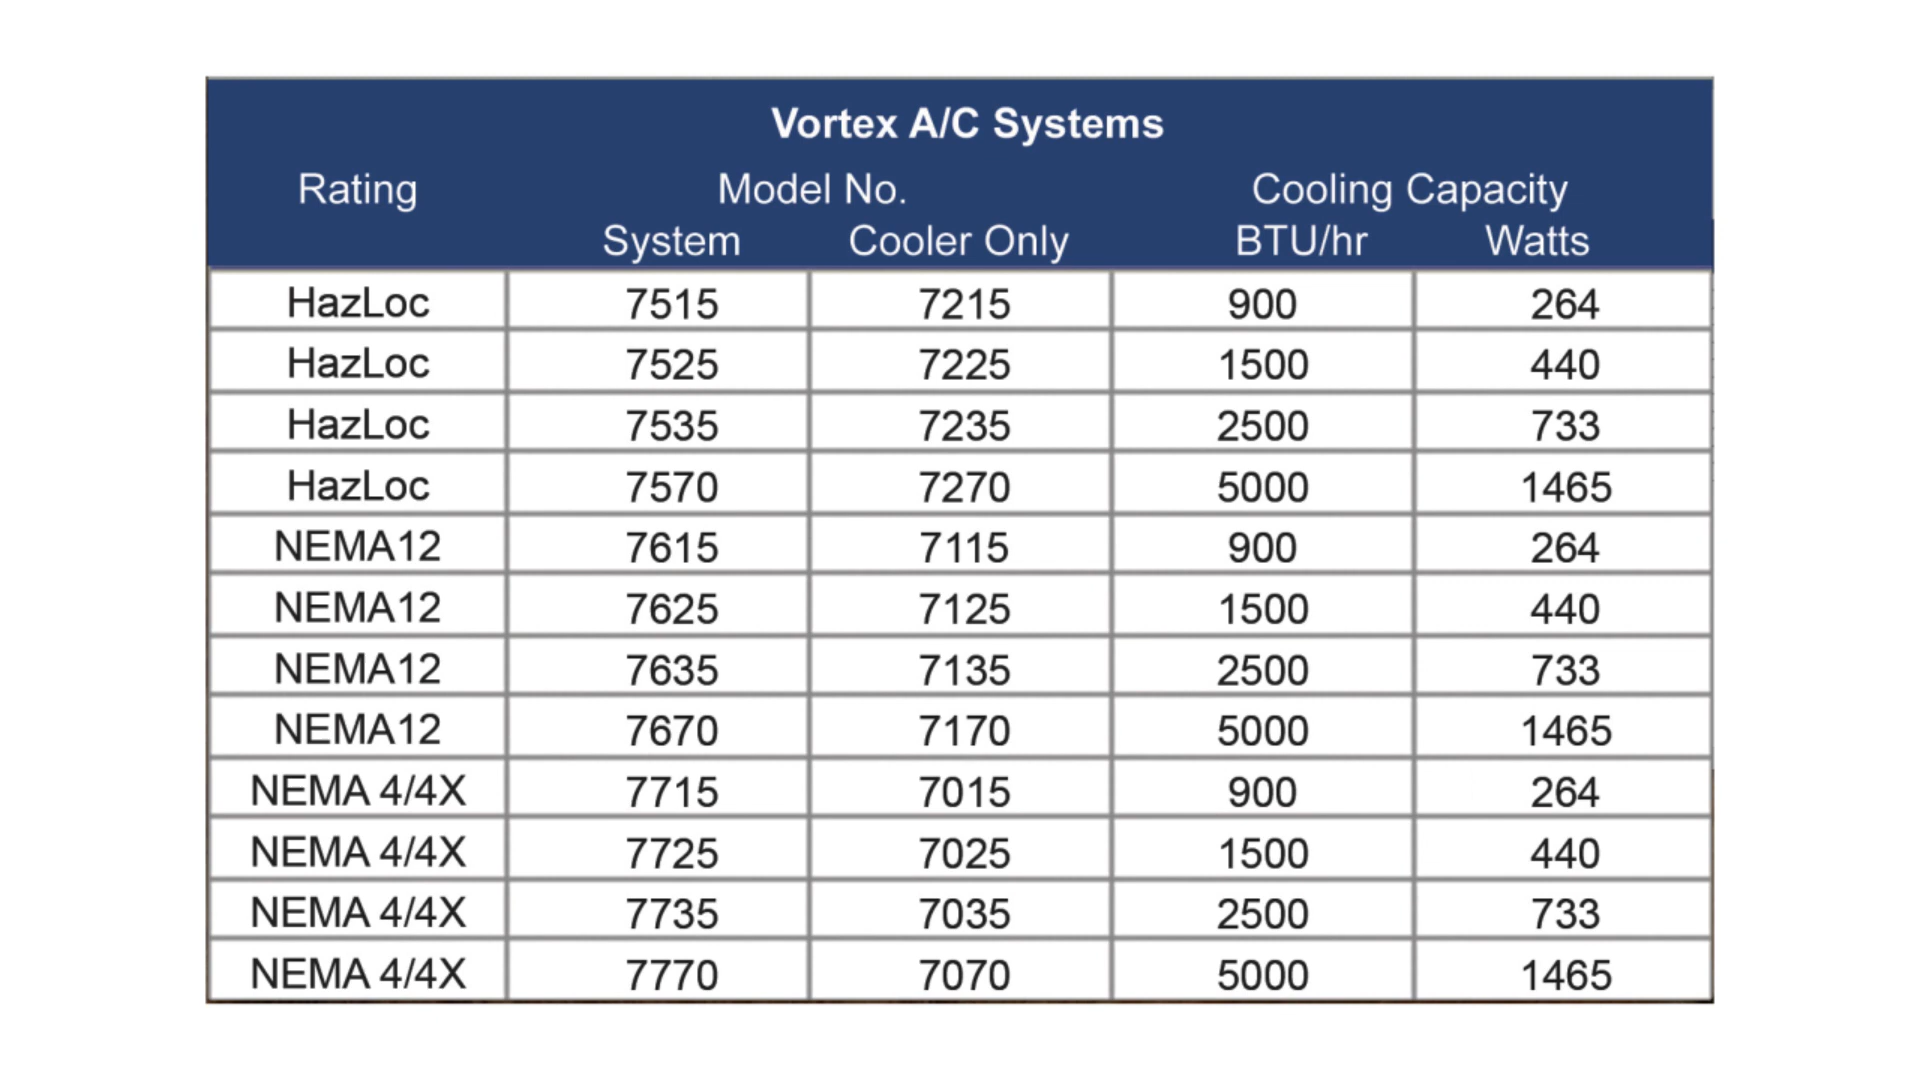 Vortex A/C Systems
Rating Model No. Cooling Capacity
System Cooler Only BTU/hr Watts
HazLoc 7515 7215 900 264
HazLoc 7525 7225 1500 440
HazLoc 7535 7235 2500 733
HazLoc 7570 7270 5000 1465
NEMA12 7615 7115 900 264
NEMA12 7625 7125 1500 440
NEMA12 7635 7135 2500 733
NEMA12 7670 7170 5000 1465
NEMA 4/4X 7715 7015 900 264
NEMA 4/4X 7725 7025 1500 440
NEMA 4/4X 7735 7035 2500 733
NEMA 4/4X 7770 7070 5000 1465